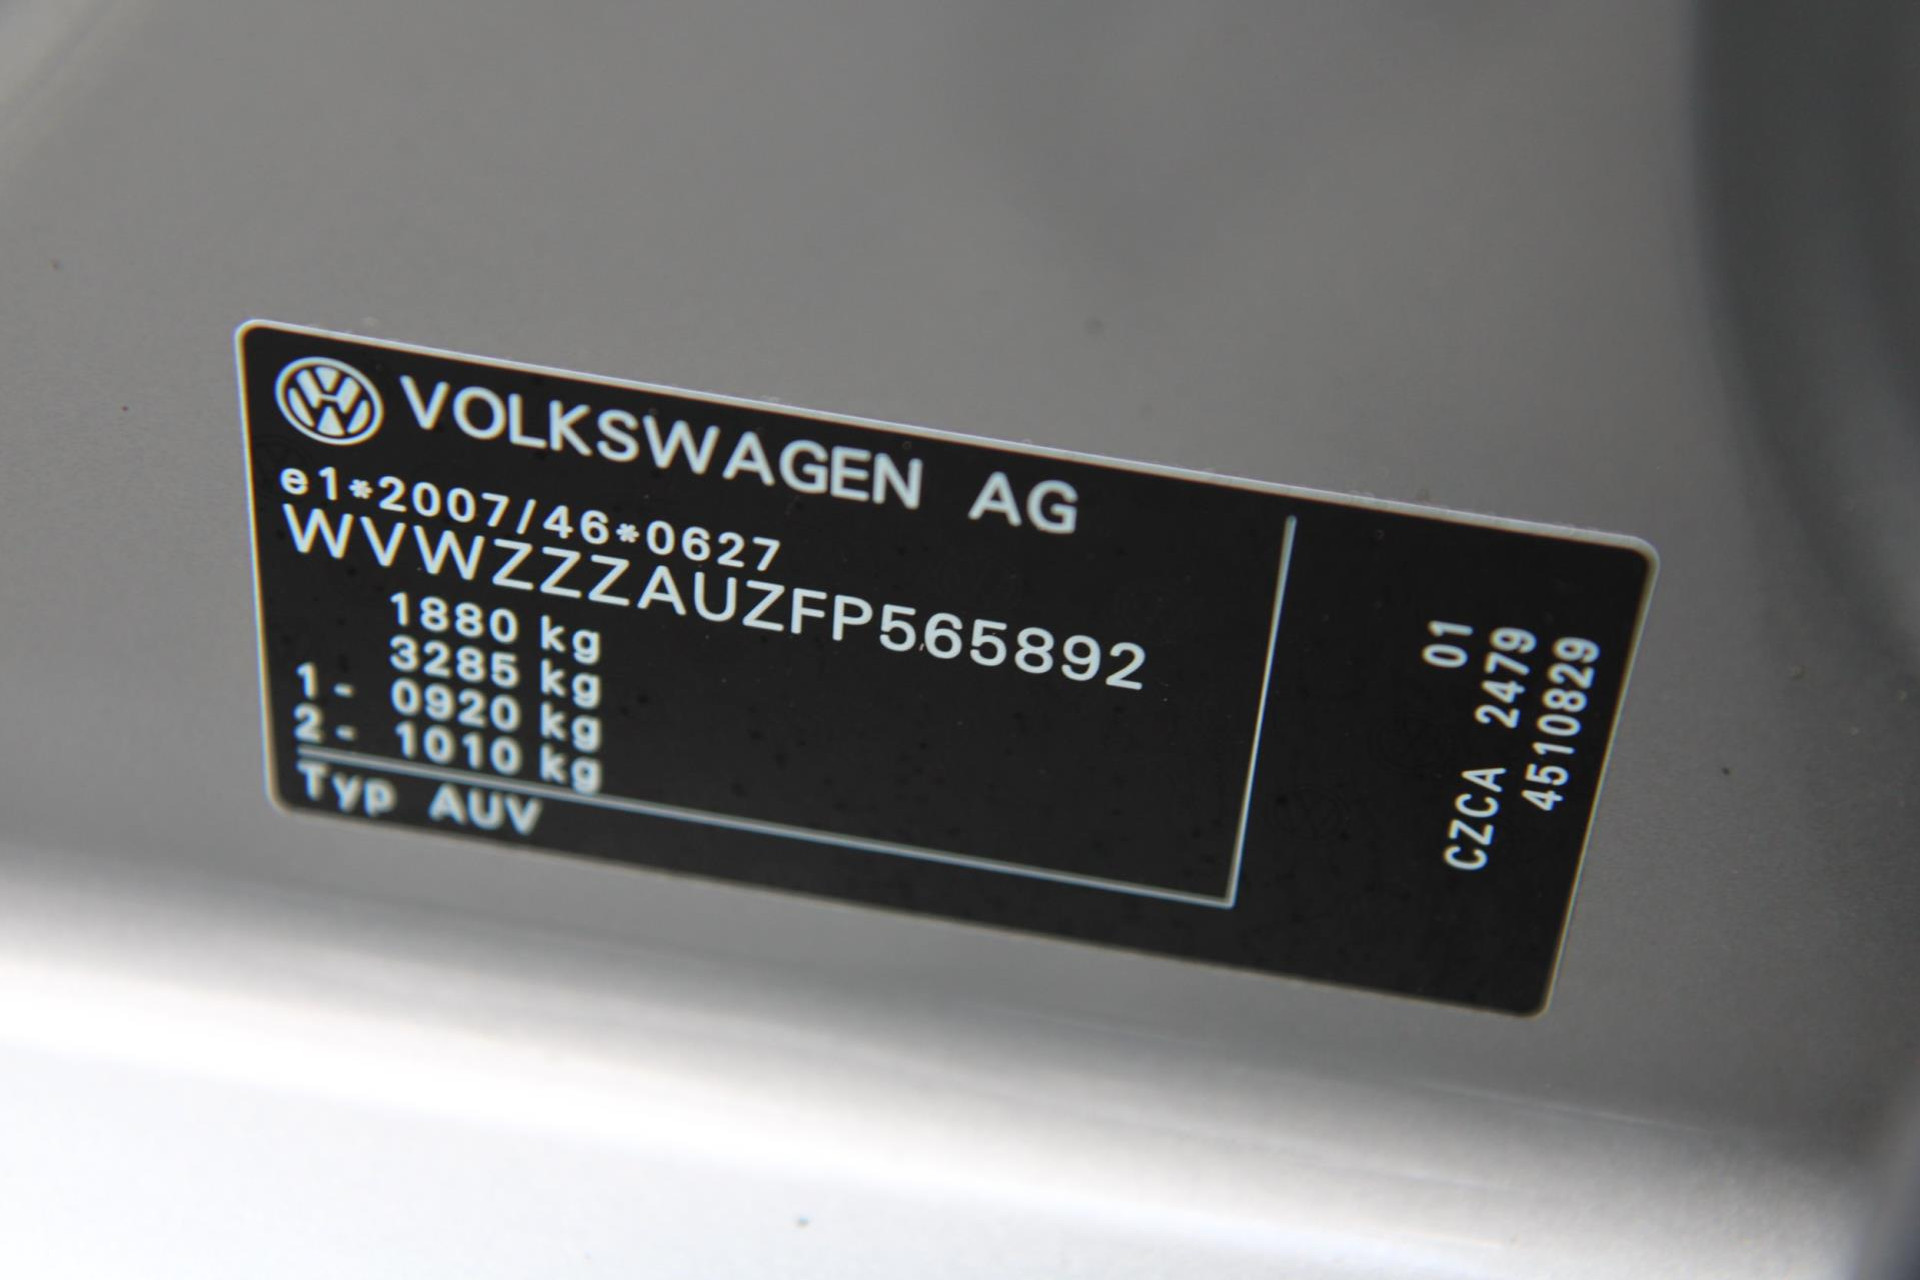 VOLKSWAGEN AG
e1*2007/46*0627
WVWZZZAUZFP565892
1880 kg
3285 kg
1- 0920 kg
2- 1010 kg
Typ AUV
01
CZCA 2479
4510829